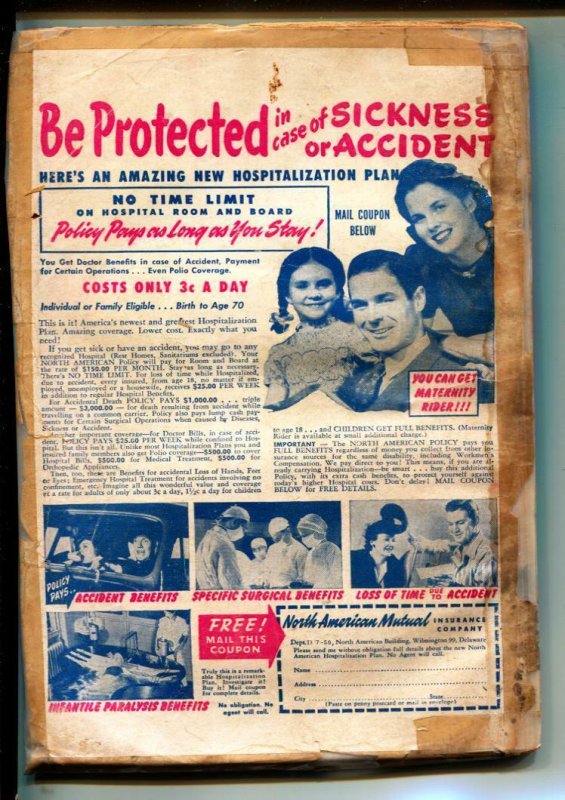 Be Protected in case of SICKNESS or ACCIDENT
HERE'S AN AMAZING NEW HOSPITALIZATION PLAN
NO TIME LIMIT
ON HOSPITAL ROOM AND BOARD
Policy Pays as Long as You Stay!
MAIL COUPON
BELOW
You Get Doctor Benefits in case of Accident, Payment
for Certain Operations . . . Even Polio Coverage.
COSTS ONLY 3c A DAY
Individual or Family Eligible . . . Birth to Age 70
This is it! America's newest and greatest Hospitalization
Plan. Amazing coverage. Lower cost. Exactly what you
need!
If you get sick or have an accident, you may go to any
recognized Hospital (Rest Homes, Sanitariums excluded). Your
NORTH AMERICAN Policy will pay for Room and Board at
the rate of $150.00 PER MONTH. Stay as long as necessary.
There's NO TIME LIMIT. For loss of time while Hospitalized,
due to accident, every insured, from age 18, no matter if em-
ployed, unemployed or a housewife, receives $25.00 PER WEEK
in addition to regular Hospital Benefits.
For Accidental Death POLICY PAYS $1,000.00 . . . triple
amount — $3,000.00 — for death resulting from accident while
travelling on a common carrier. Policy also pays lump cash pay-
ments for Certain Surgical Operations when caused by Diseases,
Sickness or Accident.
Another important coverage—for Doctor Bills, in case of acci-
dent, POLICY PAYS $25.00 PER WEEK while confined to Hos-
pital. But this isn't all. Unlike most Hospitalization Plans you and
insured family members also get Polio coverage—$500.00 to cover
Hospital Bills, $500.00 for Medical Care, $500.00 for
Orthopedic Appliances.
Then, too, there are Benefits for accidental Loss of Hands, Feet
or Eyes; Emergency Hospital Treatment for accidents involving no
confinement, etc. Imagine all this wonderful value and coverage
at a rate for adults of only about 3c a day, 1½c a day for children
YOU CAN GET
MATERNITY
RIDER!!!
to age 18 . . . and CHILDREN GET FULL BENEFITS. (Maternity
Rider is available at small additional charge.)
IMPORTANT — The NORTH AMERICAN POLICY pays you
FULL BENEFITS regardless of money you collect from other in-
surance sources for the same disability, including Workmen's
Compensation. We pay direct to you! This means, if you are al-
ready carrying Hospitalization—be smart . . . buy this additional
Policy, with its extra cash benefits, to protect yourself against
today's higher Hospital costs. Don't delay! MAIL COUPON
BELOW for FREE DETAILS.
POLICY
PAYS..
ACCIDENT BENEFITS
SPECIFIC SURGICAL BENEFITS
LOSS OF TIME DUE TO ACCIDENT
INFANTILE PARALYSIS BENEFITS
FREE!
MAIL THIS
COUPON
Truly this is a remark-
able Hospitalization
Plan. Investigate it!
Buy it! Mail coupon
for complete details.
No obligation. No
agent will call.
North American Mutual INSURANCE COMPANY
7-50, North American Building, Wilmington 99, Delaware
Please send me without obligation full details about the new North
American Hospitalization Plan. No Agent will call.
Name
Address
City State
(Paste on penny postcard or mail in envelope)